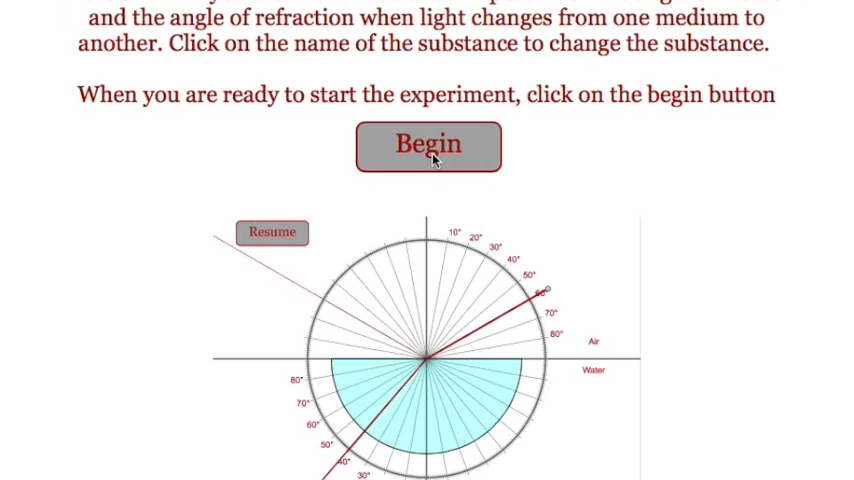 and the angle of refraction when light changes from one medium to
another. Click on the name of the substance to change the substance.
When you are ready to start the experiment, click on the begin button
Begin
Resume
10°
20°
30°
40°
50°
60°
70°
80°
Air
Water
80°
70°
60°
50°
40°
30°